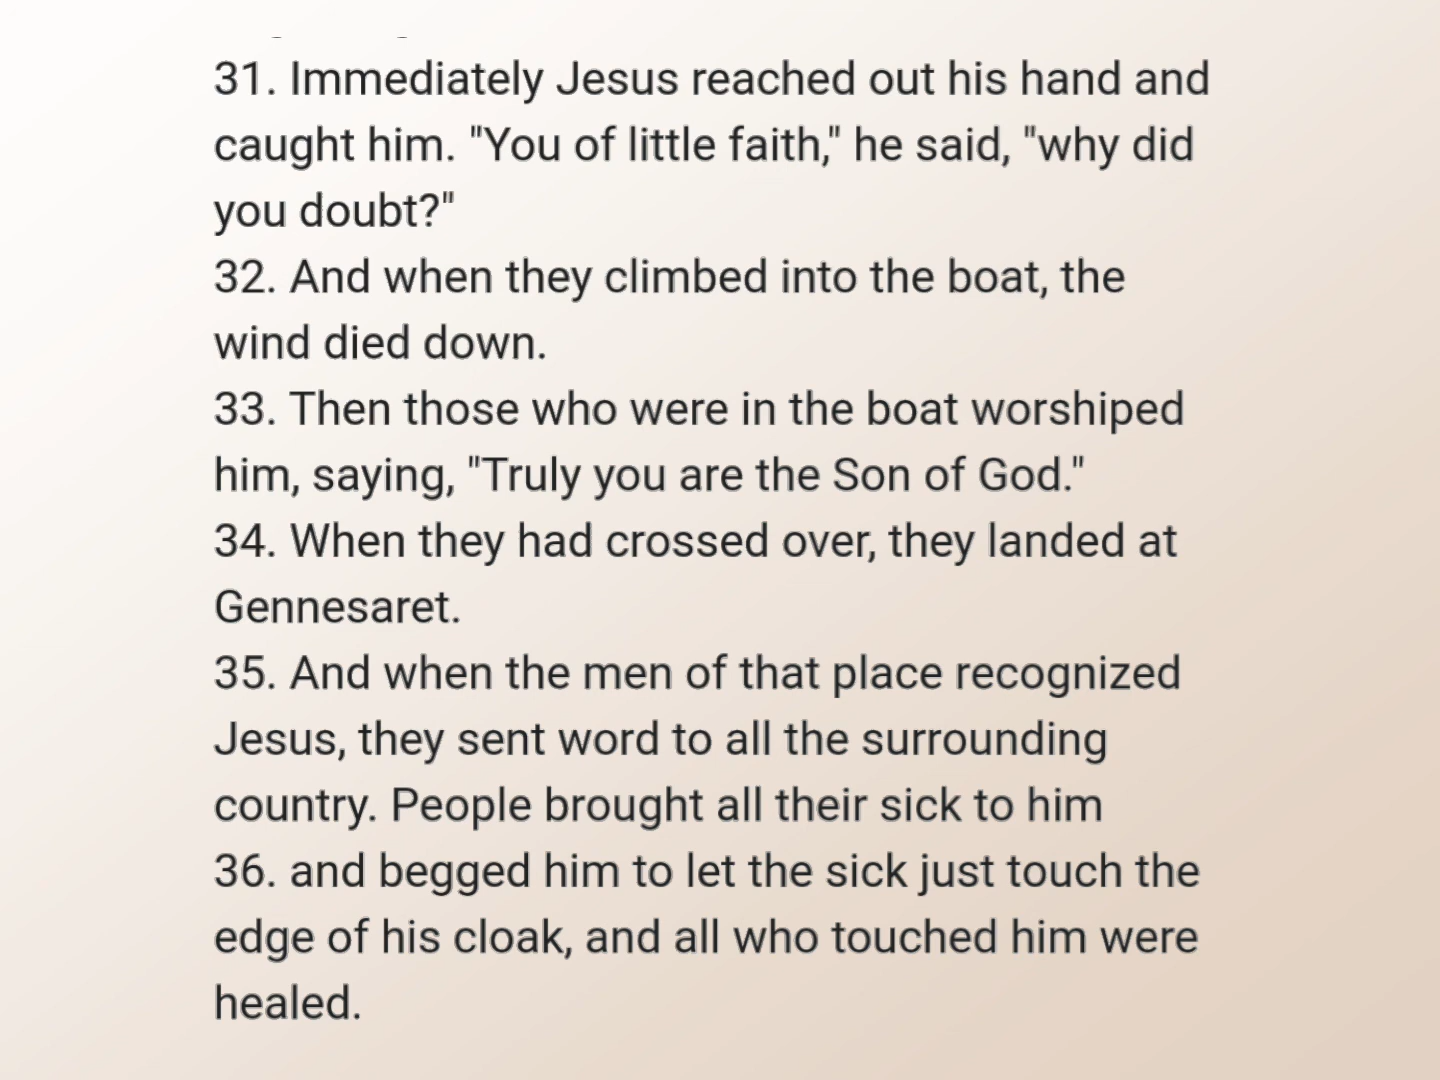 31. Immediately Jesus reached out his hand and
caught him. "You of little faith," he said, "why did
you doubt?"
32. And when they climbed into the boat, the
wind died down.
33. Then those who were in the boat worshiped
him, saying, "Truly you are the Son of God."
34. When they had crossed over, they landed at
Gennesaret.
35. And when the men of that place recognized
Jesus, they sent word to all the surrounding
country. People brought all their sick to him
36. and begged him to let the sick just touch the
edge of his cloak, and all who touched him were
healed.